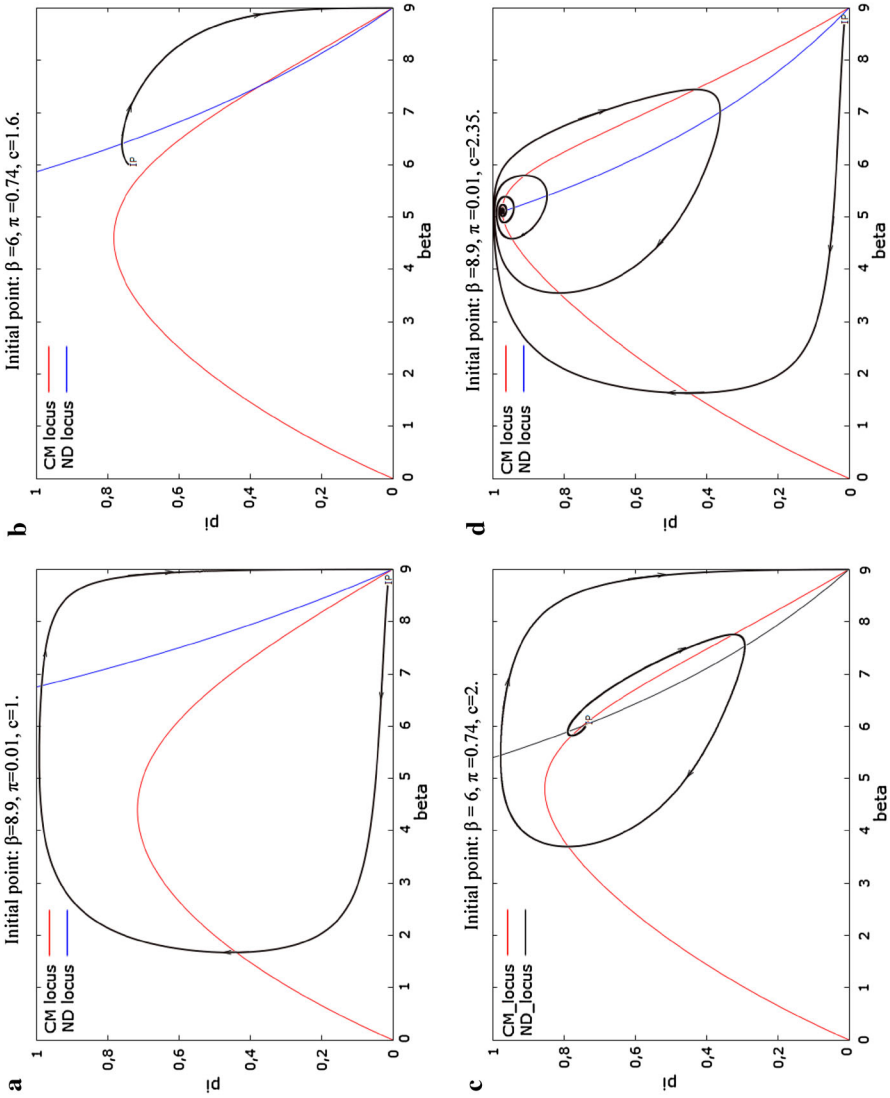 a
Initial point: β=8.9, π=0.01, c=1.
CM locus
ND locus
1
0,8
0,6
0,4
0,2
0
pi
0 1 2 3 4 5 6 7 8 9
beta
IP
b
Initial point: β =6, π =0.74, c=1.6.
CM locus
ND locus
1
0,8
0,6
0,4
0,2
0
pi
0 1 2 3 4 5 6 7 8 9
beta
IP
c
Initial point: β = 6, π =0.74, c=2.
CM_locus
ND_locus
1
0,8
0,6
0,4
0,2
0
pi
0 1 2 3 4 5 6 7 8 9
beta
IP
d
Initial point: β =8.9, π =0.01, c=2.35.
CM locus
ND locus
1
0,8
0,6
0,4
0,2
0
pi
0 1 2 3 4 5 6 7 8 9
beta
IP